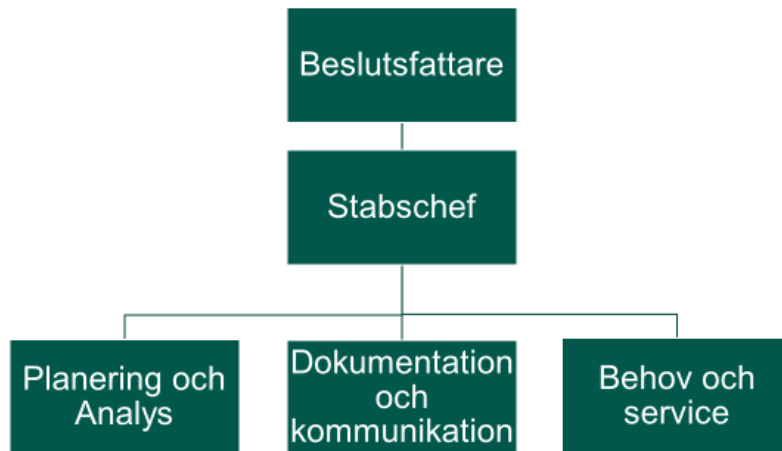 Beslutsfattare
Stabschef
Planering och
Analys
Dokumentation
och
kommunikation
Behov och
service